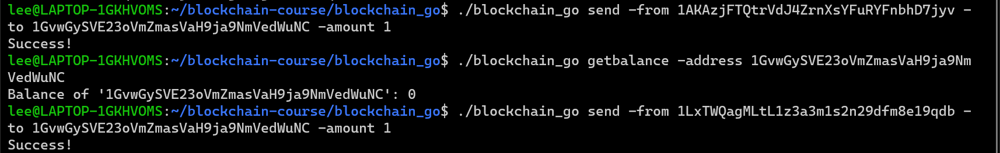 lee@LAPTOP-1GKHVOMS:~/blockchain-course/blockchain_go$ ./blockchain_go send -from 1AKAzjFTQtrVdJ4ZrnXsYFuRYFnbhD7jyv -
to 1GvwGySVE23oVmZmasVaH9ja9NmVedWuNC -amount 1
Success!
lee@LAPTOP-1GKHVOMS:~/blockchain-course/blockchain_go$ ./blockchain_go getbalance -address 1GvwGySVE23oVmZmasVaH9ja9Nm
VedWuNC
Balance of '1GvwGySVE23oVmZmasVaH9ja9NmVedWuNC': 0
lee@LAPTOP-1GKHVOMS:~/blockchain-course/blockchain_go$ ./blockchain_go send -from 1LxTWQagMLtL1z3a3m1s2n29dfm8e19qdb -
to 1GvwGySVE23oVmZmasVaH9ja9NmVedWuNC -amount 1
Success!